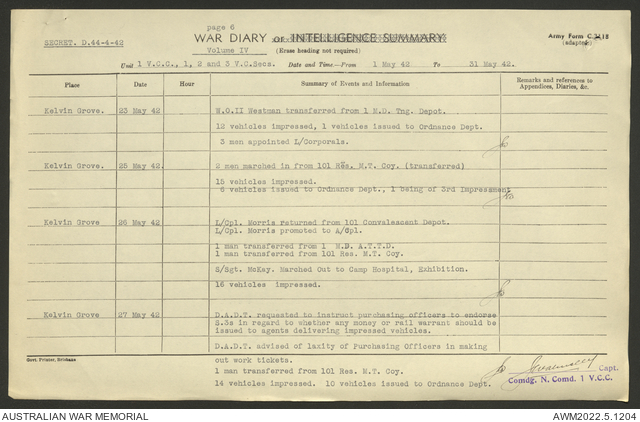 page 6
SECRET. D.44-4-42
WAR DIARY or INTELLIGENCE SUMMARY
Army Form C.2118
Volume IV
(Erase heading not required)
(adapted)
Unit 1 V.C.C., 1, 2 and 3 V.C.Secs. Date and Time—From 1 May 42 To 31 May 42.
Place Date Hour Summary of Events and Information Remarks and references to Appendices, Diaries, &c.
Kelvin Grove. 23 May 42 W.O.II Westman transferred from 1 M.D. Tng. Depot.
12 vehicles impressed, 1 vehicles issued to Ordnance Dept.
3 men appointed L/Corporals.
Kelvin Grove. 25 May 42 2 men marched in from 101 Res. M.T. Coy. (transferred)
15 vehicles impressed.
6 vehicles issued to Ordnance Dept., 1 being of 3rd Impressment
Kelvin Grove 26 May 42 L/Cpl. Morris returned from 101 Convalescent Depot.
L/Cpl. Morris promoted to A/Cpl.
1 man transferred from 1 M.D. A.T.T.D.
1 man transferred from 101 Res. M.T. Coy.
S/Sgt. McKay. Marched Out to Camp Hospital, Exhibition.
16 vehicles impressed.
Kelvin Grove 27 May 42 D.A.D.T. requested to instruct purchasing officers to endorse
S.3s in regard to whether any money or rail warrant should be
issued to agents delivering impressed vehicles.
D.A.D.T. advised of laxity of Purchasing Officers in making
out work tickets.
Govt. Printer, Brisbane
1 man transferred from 101 Res. M.T. Coy.
14 vehicles impressed. 10 vehicles issued to Ordnance Dept.
Capt.
Comdg. N. Comd. 1 V.C.C.
AUSTRALIAN WAR MEMORIAL
AWM2022.5.1204